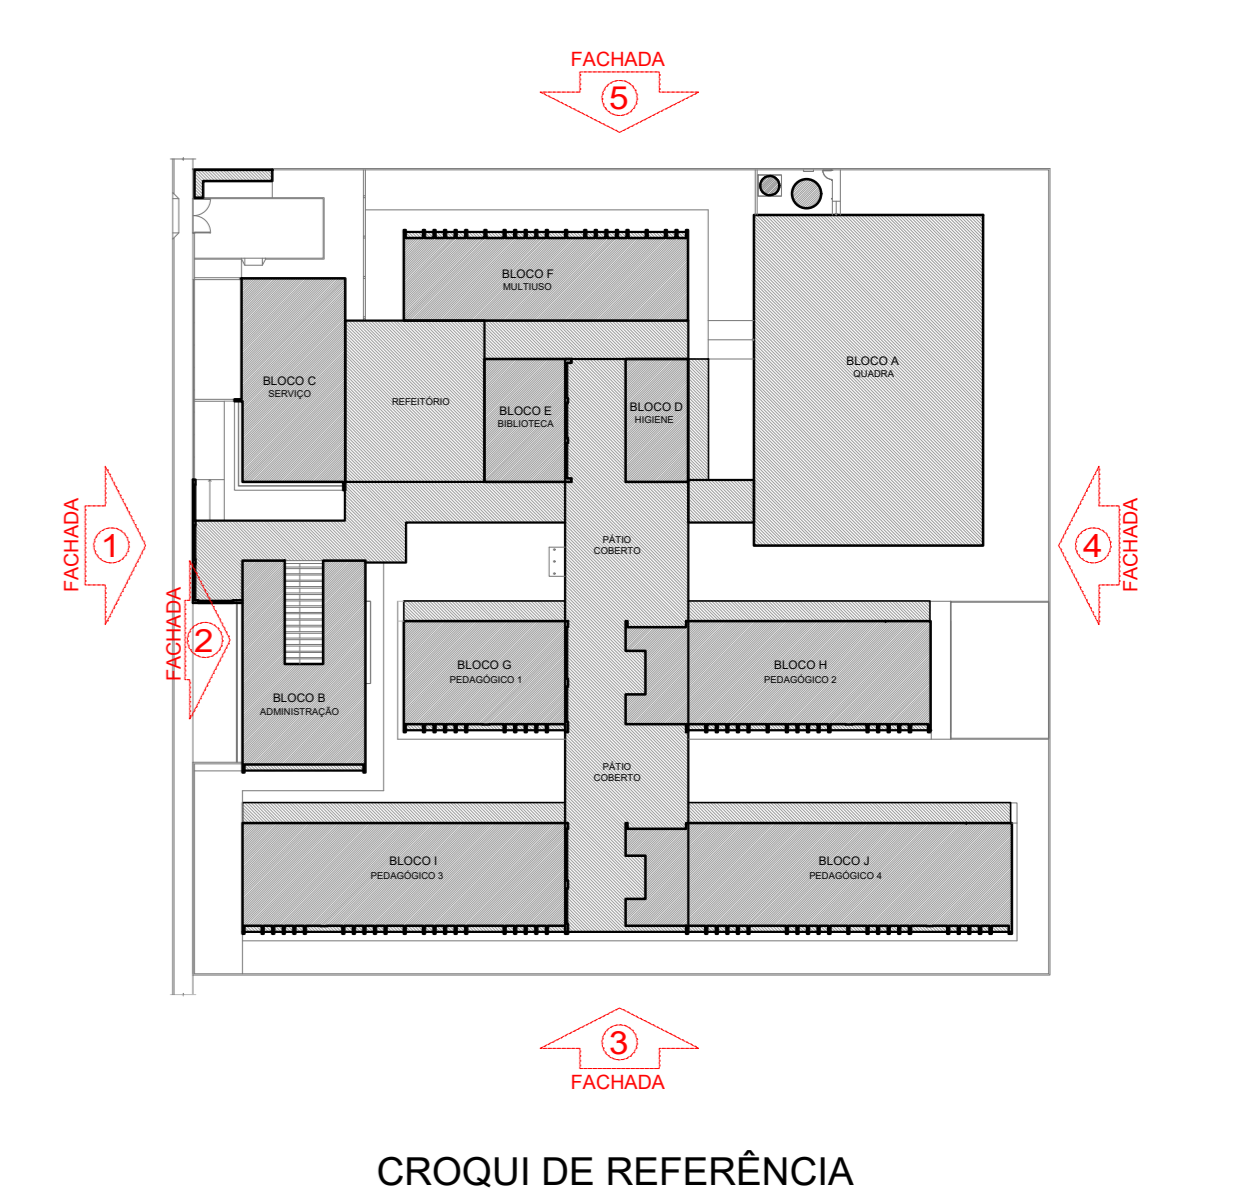 FACHADA
5
BLOCO F
MULTIUSO
BLOCO A
QUADRA
BLOCO C
SERVIÇO
REFEITÓRIO
BLOCO E
BIBLIOTECA
BLOCO D
HIGIENE
FACHADA
1
PÁTIO
COBERTO
4
FACHADA
FACHADA
2
BLOCO B
ADMINISTRAÇÃO
BLOCO G
PEDAGÓGICO 1
BLOCO H
PEDAGÓGICO 2
PÁTIO
COBERTO
BLOCO I
PEDAGÓGICO 3
BLOCO J
PEDAGÓGICO 4
3
FACHADA
CROQUI DE REFERÊNCIA